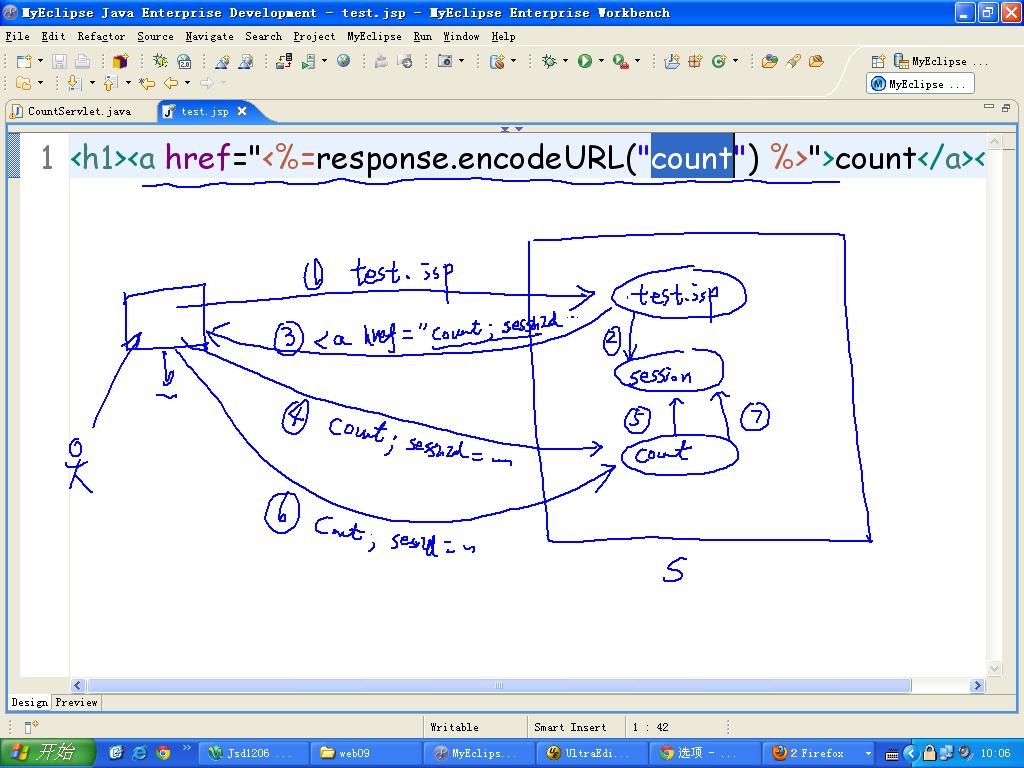 MyEclipse Java Enterprise Development - test.jsp - MyEclipse Enterprise Workbench
File Edit Refactor Source Navigate Search Project MyEclipse Run Window Help
MyEclipse ...
MyEclipse ...
CountServlet.java test.jsp
1 <h1><a href="<%=response.encodeURL("count") %>">count</a><
① test.jsp
test.jsp
③ <a href="count;
②
session
④ count;
⑤ ⑦
count
⑥ count;
S
Design Preview
Writable Smart Insert 1 : 42
开始 Jsd1206 ... web09 MyEclips... UltraEdi... 选项 - ... 2 Firefox 10:06